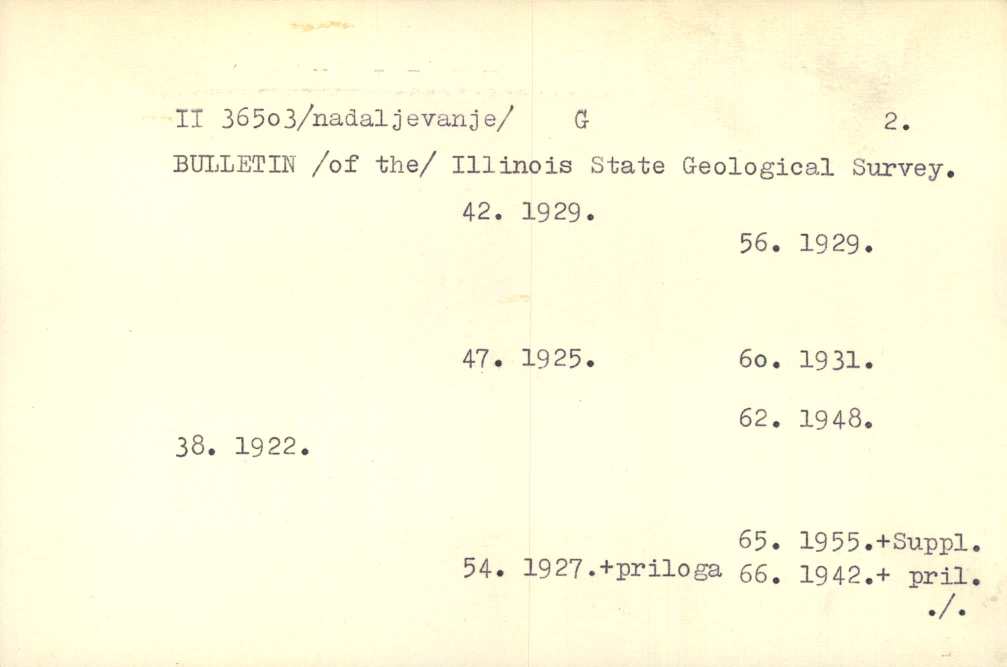 II 365o3/nadaljevanje/ G 2.
BULLETIN /of the/ Illinois State Geological Survey.
38. 1922.
42. 1929.
47. 1925.
54. 1927.+priloga
56. 1929.
6o. 1931.
62. 1948.
65. 1955.+Suppl.
66. 1942.+ pril.
./.